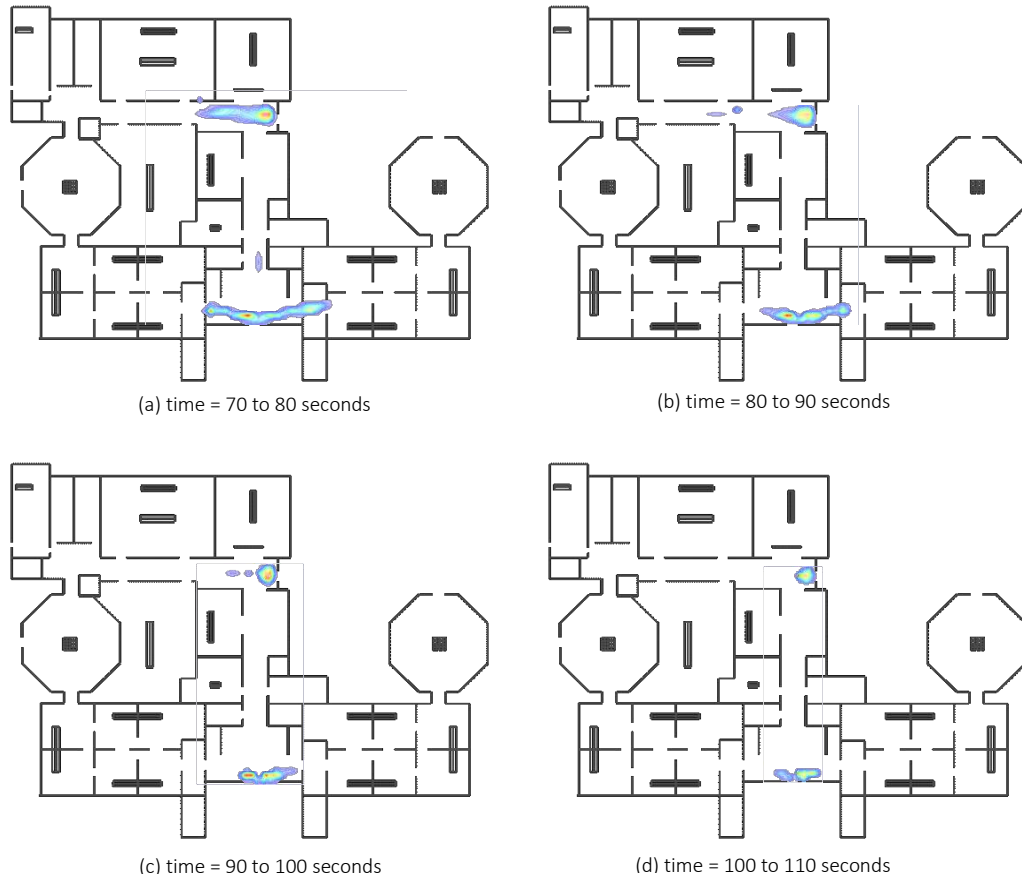 (a) time = 70 to 80 seconds
(b) time = 80 to 90 seconds
(c) time = 90 to 100 seconds
(d) time = 100 to 110 seconds